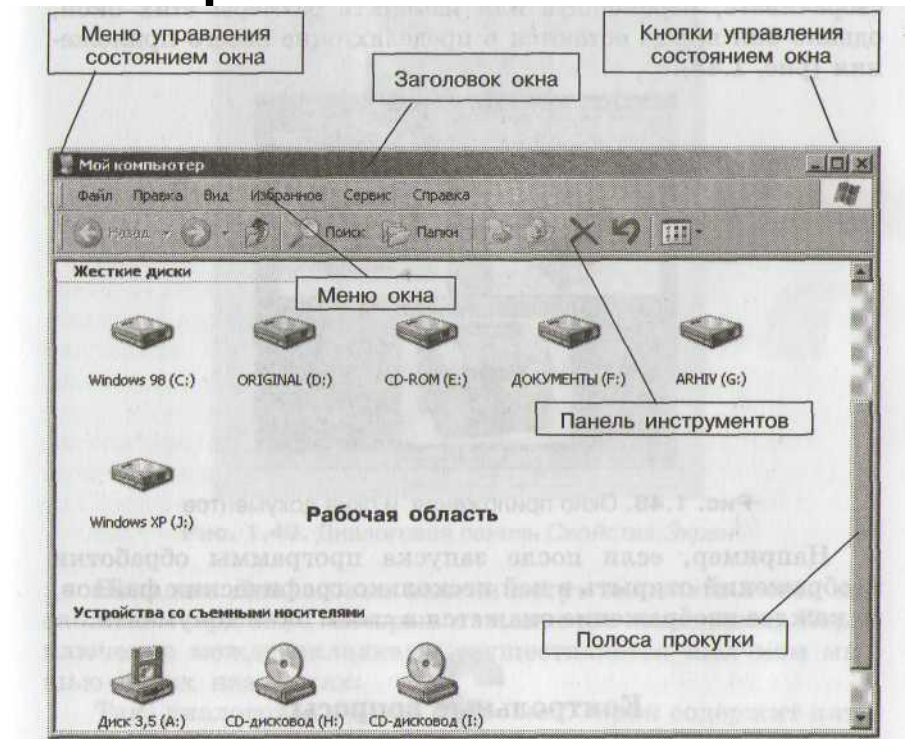 Меню управления
состоянием окна
Заголовок окна
Кнопки управления
состоянием окна
Мой компьютер
Файл Правка Вид Избранное Сервис Справка
Назад Поиск Папки
Жесткие диски
Меню окна
Windows 98 (C:) ORIGINAL (D:) CD-ROM (E:) ДОКУМЕНТЫ (F:) ARHIV (G:)
Панель инструментов
Windows XP (J:)
Рабочая область
Устройства со съемными носителями
Полоса прокутки
Диск 3,5 (A:) CD-дисковод (H:) CD-дисковод (I:)